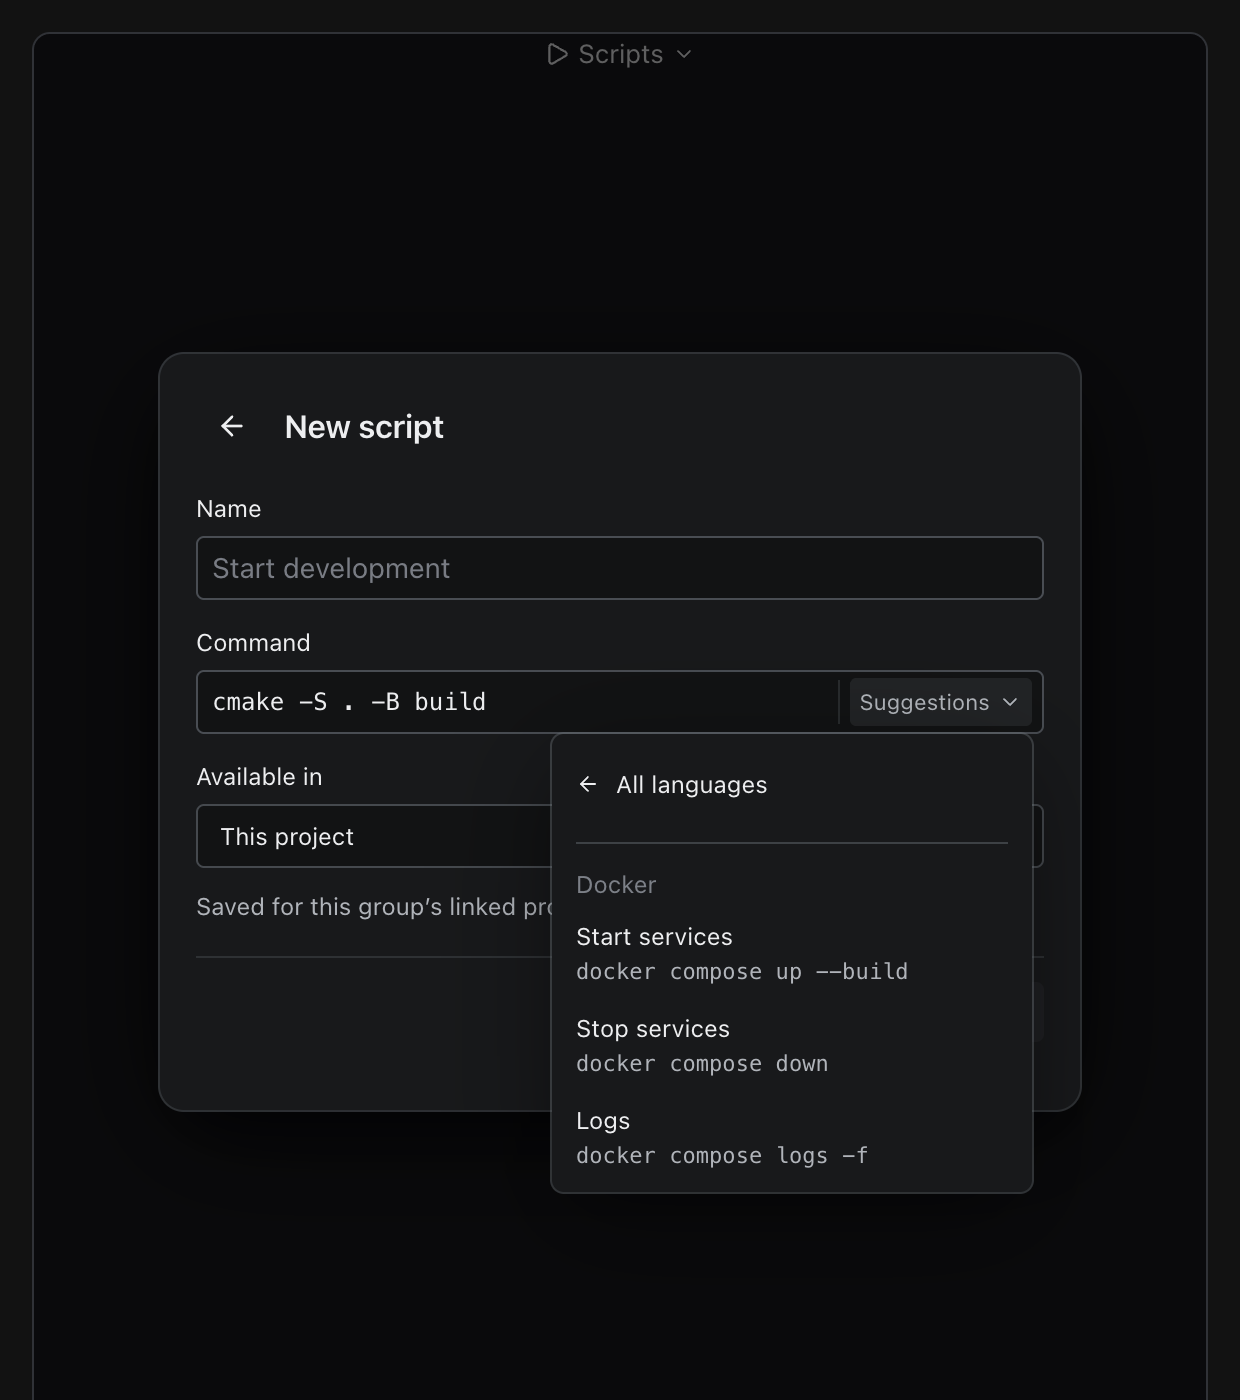 Scripts
New script
Name
Start development
Command
cmake -S . -B build
Suggestions
Available in
This project
Saved for this group’s linked
All languages
Docker
Start services
docker compose up --build
Stop services
docker compose down
Logs
docker compose logs -f